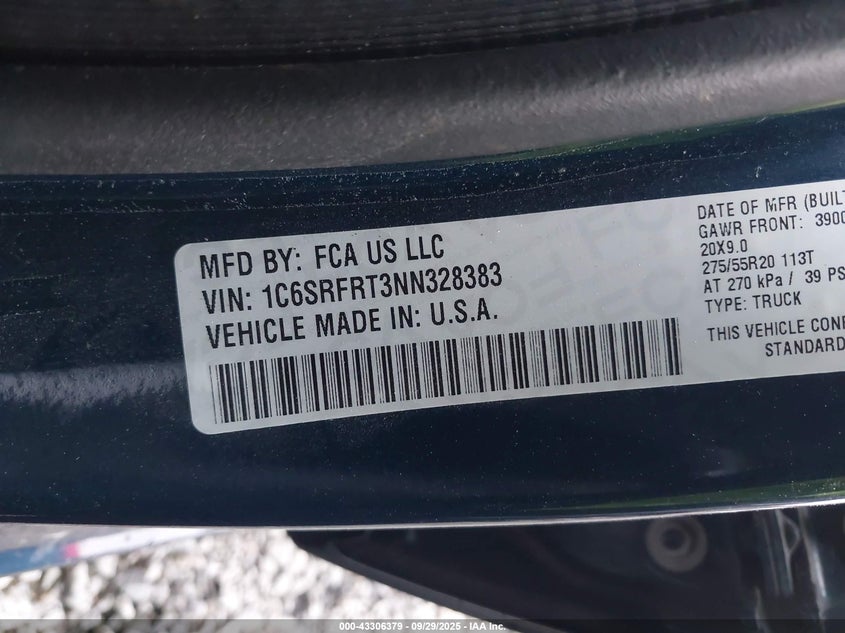 MFD BY: FCA US LLC
VIN: 1C6SRFRT3NN328383
VEHICLE MADE IN: U.S.A.
DATE OF MFR (BUILT
GAWR FRONT: 3900
20X9.0
275/55R20 113T
AT 270 kPa / 39 PS
TYPE: TRUCK
THIS VEHICLE CONF
STANDARD
000-43306379 - 09/29/2025 - IAA Inc.